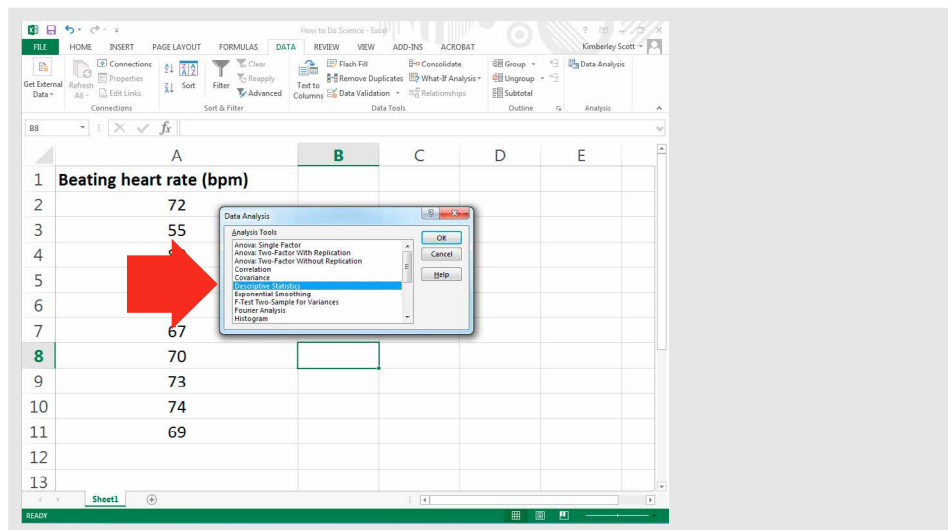 How to Do Science - Excel
FILE HOME INSERT PAGE LAYOUT FORMULAS DATA REVIEW VIEW ADD-INS ACROBAT Kimberley Scott
Get External Data
Refresh All
Connections
Properties
Edit Links
Connections
Sort
Filter
Clear
Reapply
Advanced
Sort & Filter
Text to Columns
Flash Fill
Remove Duplicates
Data Validation
Consolidate
What-If Analysis
Relationships
Data Tools
Group
Ungroup
Subtotal
Outline
Data Analysis
Analysis
B8 fx
A B C D E
1 Beating heart rate (bpm)
2 72
3 55
4
5
6
7 67
8 70
9 73
10 74
11 69
12
13
Data Analysis
Analysis Tools
Anova: Single Factor
Anova: Two-Factor With Replication
Anova: Two-Factor Without Replication
Correlation
Covariance
Descriptive Statistics
Exponential Smoothing
F-Test Two-Sample for Variances
Fourier Analysis
Histogram
OK
Cancel
Help
Sheet1
READY